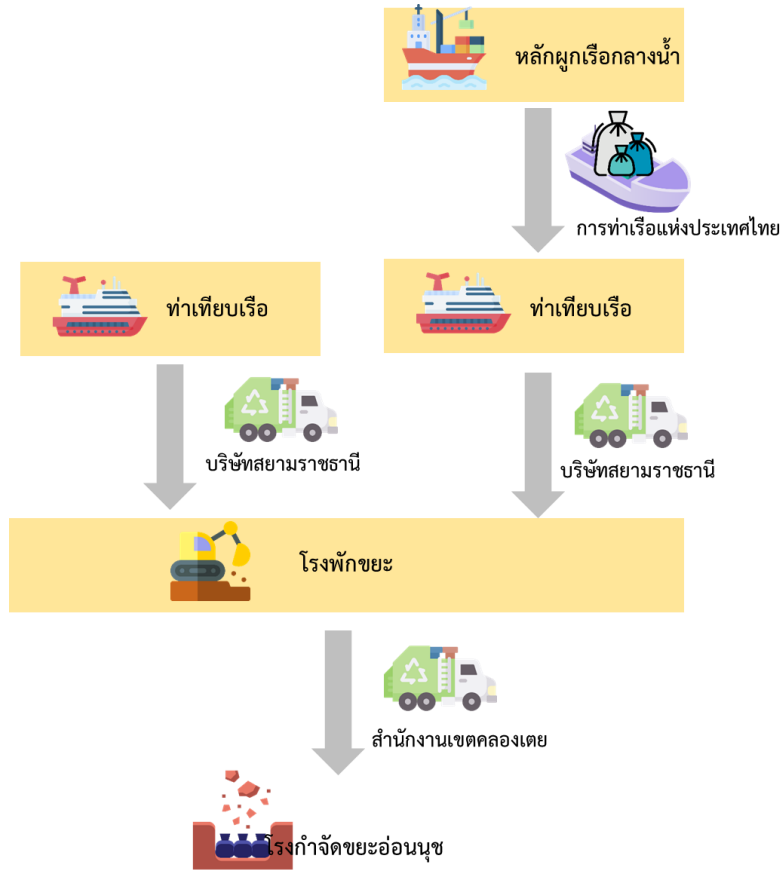 หลักผูกเรือกลางน้ำ
การท่าเรือแห่งประเทศไทย
ท่าเทียบเรือ
ท่าเทียบเรือ
บริษัทสยามราชธานี
บริษัทสยามราชธานี
โรงพักขยะ
สำนักงานเขตคลองเตย
โรงกำจัดขยะอ่อนนุช